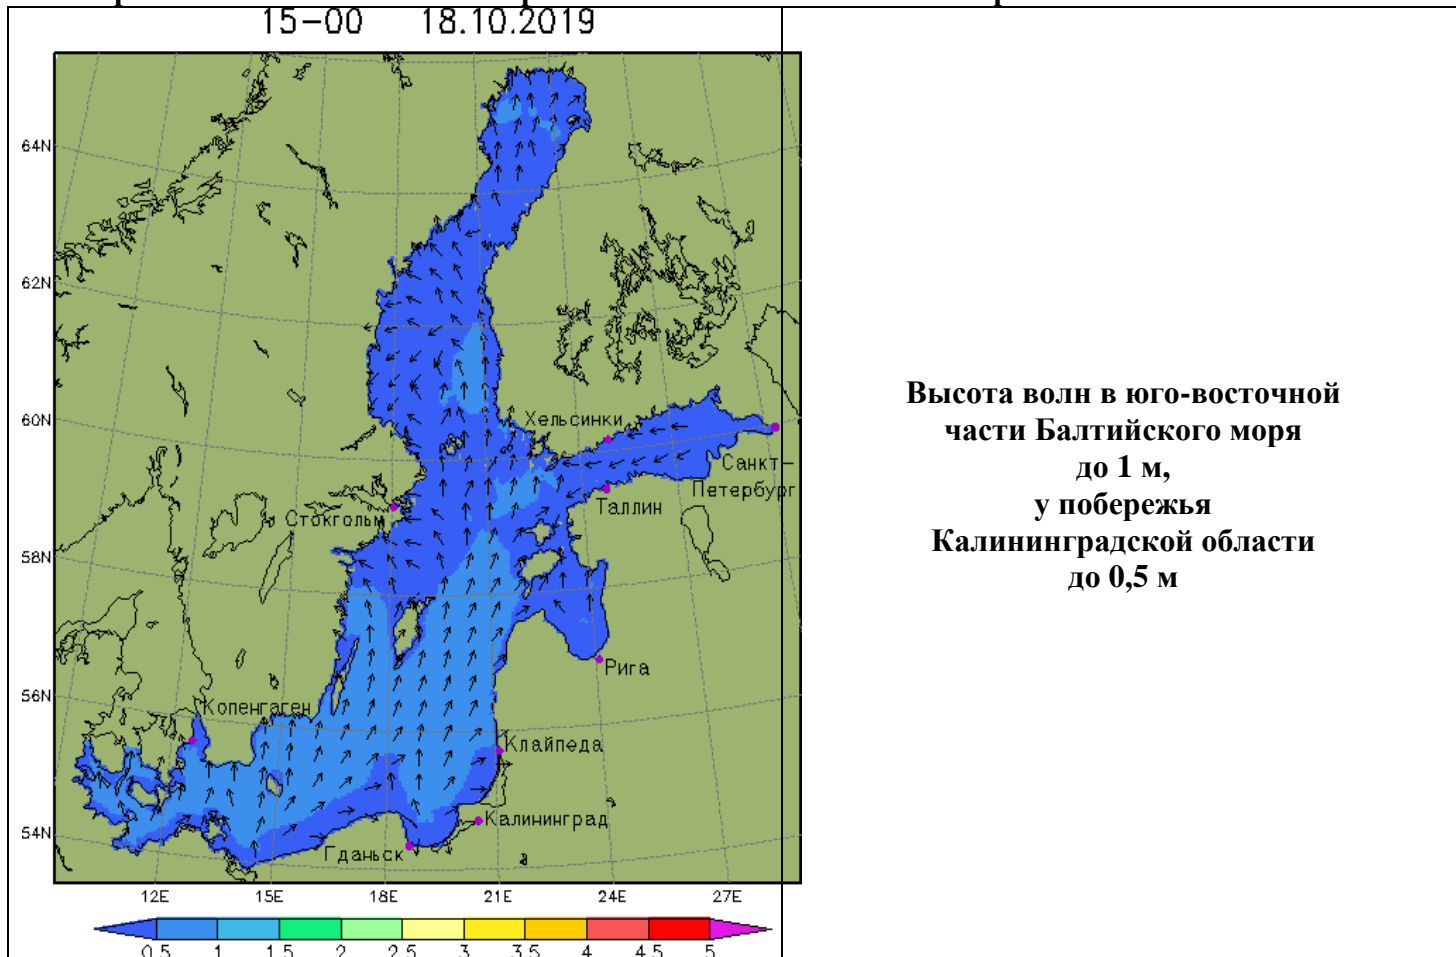 15-00 18.10.2019
64N
62N
60N
58N
56N
54N
Хельсинки
Санкт-
Петербург
Таллин
Стокгольм
Рига
Копенгаген
Клайпеда
Калининград
Гданьск
12E 15E 18E 21E 24E 27E
0.5 1 1.5 2 2.5 3 3.5 4 4.5 5
Высота волн в юго-восточной
части Балтийского моря
до 1 м,
у побережья
Калининградской области
до 0,5 м